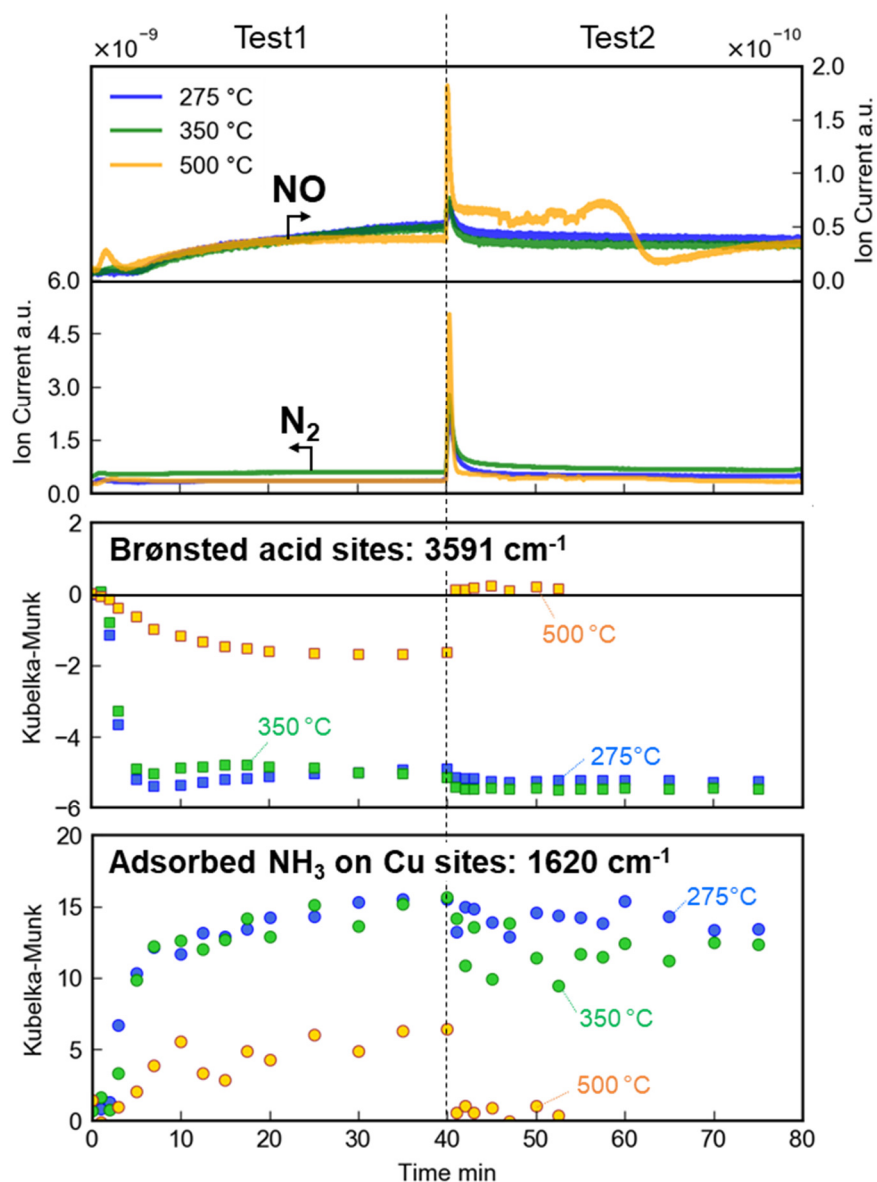 Test1 Test2
×10⁻⁹ ×10⁻¹⁰
275 °C
350 °C
500 °C
NO
2.0
1.5
1.0
0.5
0.0
Ion Current a.u.
6.0
4.5
3.0
1.5
0.0
Ion Current a.u.
N₂
Brønsted acid sites: 3591 cm⁻¹
2
0
−2
−4
−6
Kubelka-Munk
500 °C
350 °C
275°C
Adsorbed NH₃ on Cu sites: 1620 cm⁻¹
20
15
10
5
0
Kubelka-Munk
275°C
350 °C
500 °C
0 10 20 30 40 50 60 70 80
Time min